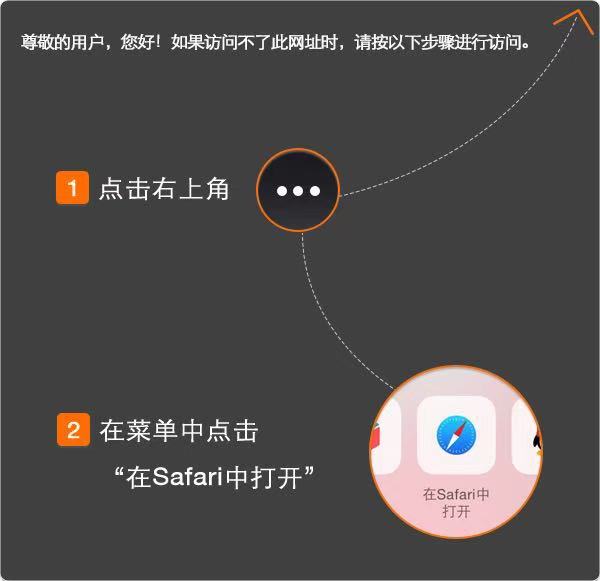 尊敬的用户，您好！如果访问不了此网址时，请按以下步骤进行访问。
1 点击右上角
2 在菜单中点击
“在Safari中打开”
在Safari中
打开